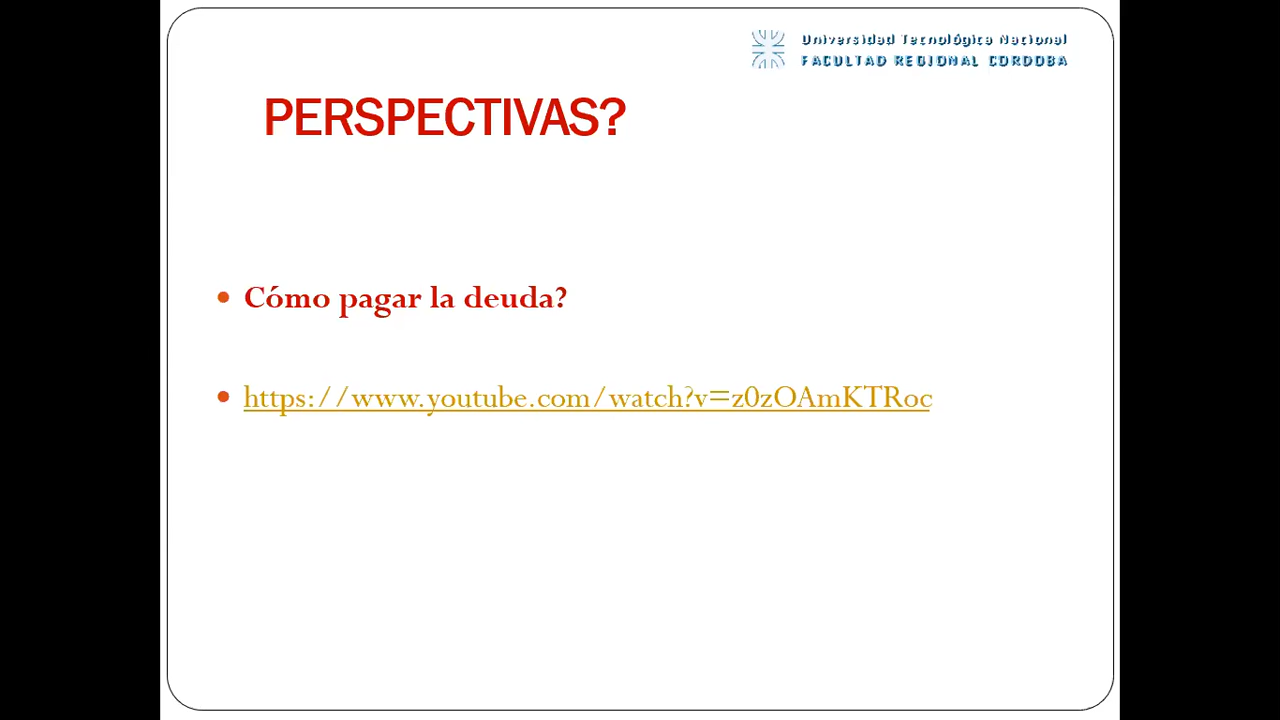 Universidad Tecnológica Nacional
FACULTAD REGIONAL CORDOBA
PERSPECTIVAS?
Cómo pagar la deuda?
https://www.youtube.com/watch?v=z0zOAmKTRoc